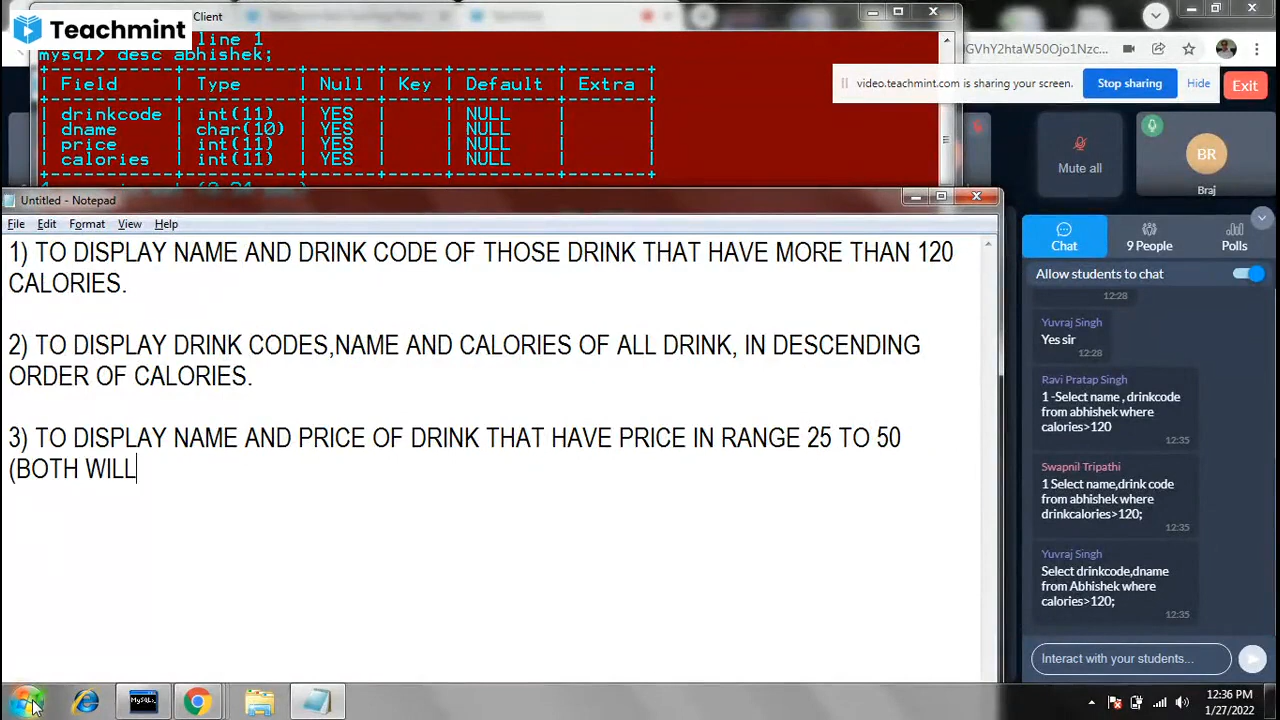 Teachmint
Client
line 1
mysql> desc abhishek;
| Field | Type | Null | Key | Default | Extra |
| drinkcode | int(11) | YES | | NULL | |
| dname | char(10) | YES | | NULL | |
| price | int(11) | YES | | NULL | |
| calories | int(11) | YES | | NULL | |
GVhY2htaW50Ojo1Nzc...
video.teachmint.com is sharing your screen.
Stop sharing
Hide
Exit
Mute all
BR
Braj
Untitled - Notepad
File Edit Format View Help
1) TO DISPLAY NAME AND DRINK CODE OF THOSE DRINK THAT HAVE MORE THAN 120
CALORIES.
2) TO DISPLAY DRINK CODES,NAME AND CALORIES OF ALL DRINK, IN DESCENDING
ORDER OF CALORIES.
3) TO DISPLAY NAME AND PRICE OF DRINK THAT HAVE PRICE IN RANGE 25 TO 50
(BOTH WILL
Chat
9 People
Polls
Allow students to chat
12:28
Yuvraj Singh
Yes sir
12:28
Ravi Pratap Singh
1 -Select name , drinkcode
from abhishek where
calories>120
12:35
Swapnil Tripathi
1 Select name,drink code
from abhishek where
drinkcalories>120;
12:35
Yuvraj Singh
Select drinkcode,dname
from Abhishek where
calories>120;
12:35
Interact with your students...
MySQL
12:36 PM
1/27/2022